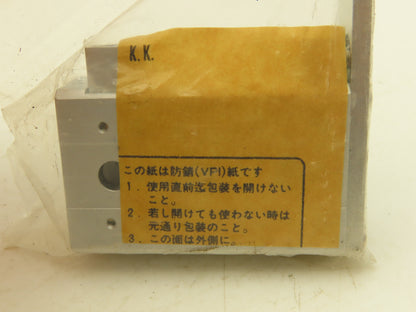 K.K.
この紙は防錆(VFI)紙です
1. 使用直前迄包装を開けない
こと。
2. 若し開けても使わない時は
元通り包装のこと。
3. この面は外側に。